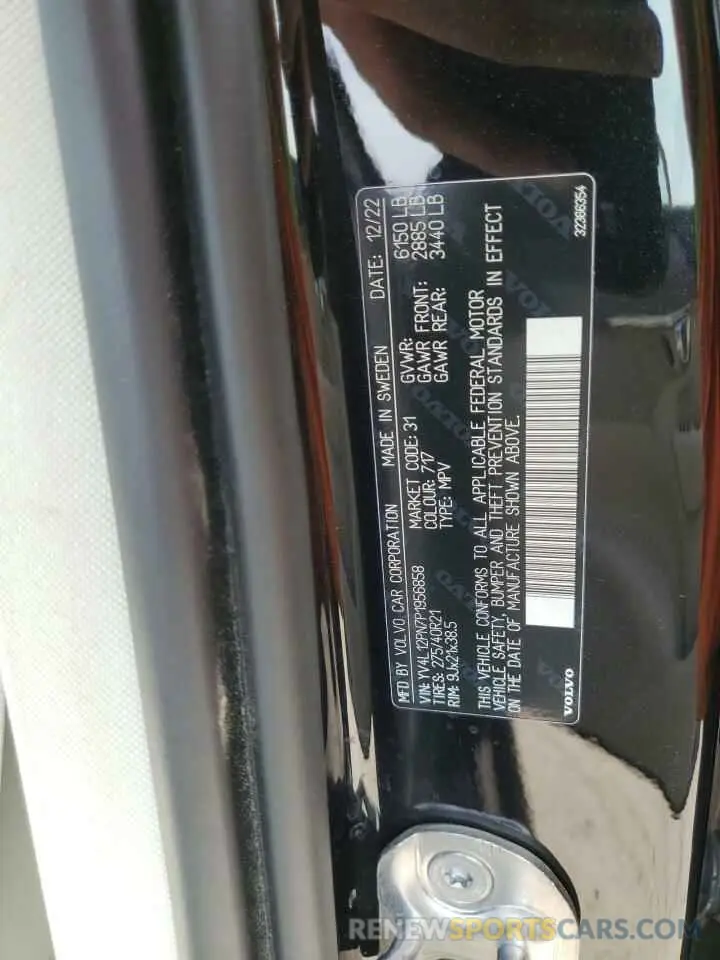 MFD BY VOLVO CAR CORPORATION MADE IN SWEDEN DATE: 12/22
VIN: YV4L12PN7P1956858 MARKET CODE: 31 GVWR: 6150 LB
TIRES: 275/40R21 COLOUR: 717 GAWR FRONT: 2885 LB
RIM: 9Jx21x38.5 TYPE: MPV GAWR REAR: 3440 LB
THIS VEHICLE CONFORMS TO ALL APPLICABLE FEDERAL MOTOR
VEHICLE SAFETY, BUMPER AND THEFT PREVENTION STANDARDS IN EFFECT
ON THE DATE OF MANUFACTURE SHOWN ABOVE.
VOLVO 32366354
RENEWSPORTSCARS.COM